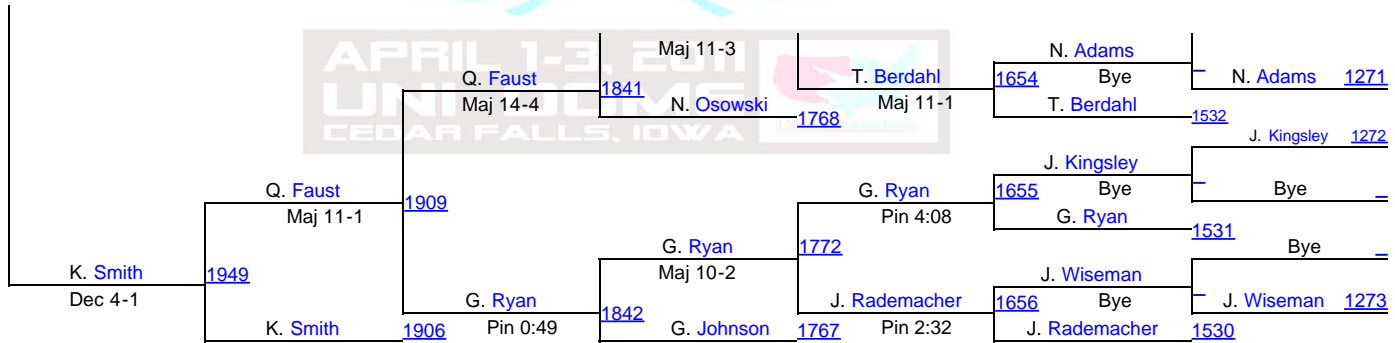 APRIL 1-3, 2011
UNI-DOME
CEDAR FALLS, IOWA
Maj 11-3
N. Adams
Q. Faust
T. Berdahl
1654
Bye
N. Adams 1271
Maj 14-4
1841
N. Osowski
Maj 11-1
T. Berdahl
1768
1532
J. Kingsley 1272
J. Kingsley
Q. Faust
G. Ryan
1655
Bye
Bye
Maj 11-1
1909
Pin 4:08
G. Ryan
1531
G. Ryan
1772
Bye
K. Smith
1949
Maj 10-2
J. Wiseman
Dec 4-1
G. Ryan
J. Rademacher
1656
Bye
J. Wiseman 1273
1842
K. Smith
1906
Pin 0:49
G. Johnson
1767
Pin 2:32
J. Rademacher
1530